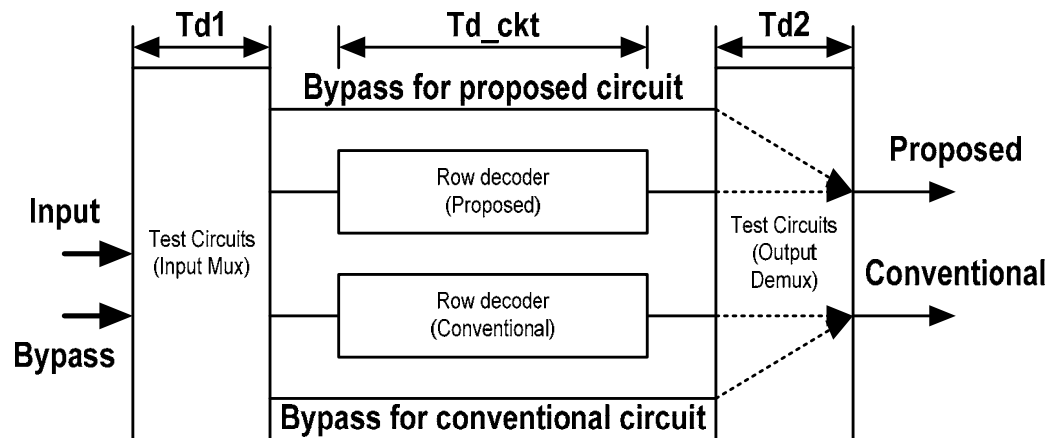 Td1
Td_ckt
Td2
Bypass for proposed circuit
Proposed
Row decoder
(Proposed)
Input
Test Circuits
(Input Mux)
Test Circuits
(Output
Demux)
Conventional
Row decoder
(Conventional)
Bypass
Bypass for conventional circuit